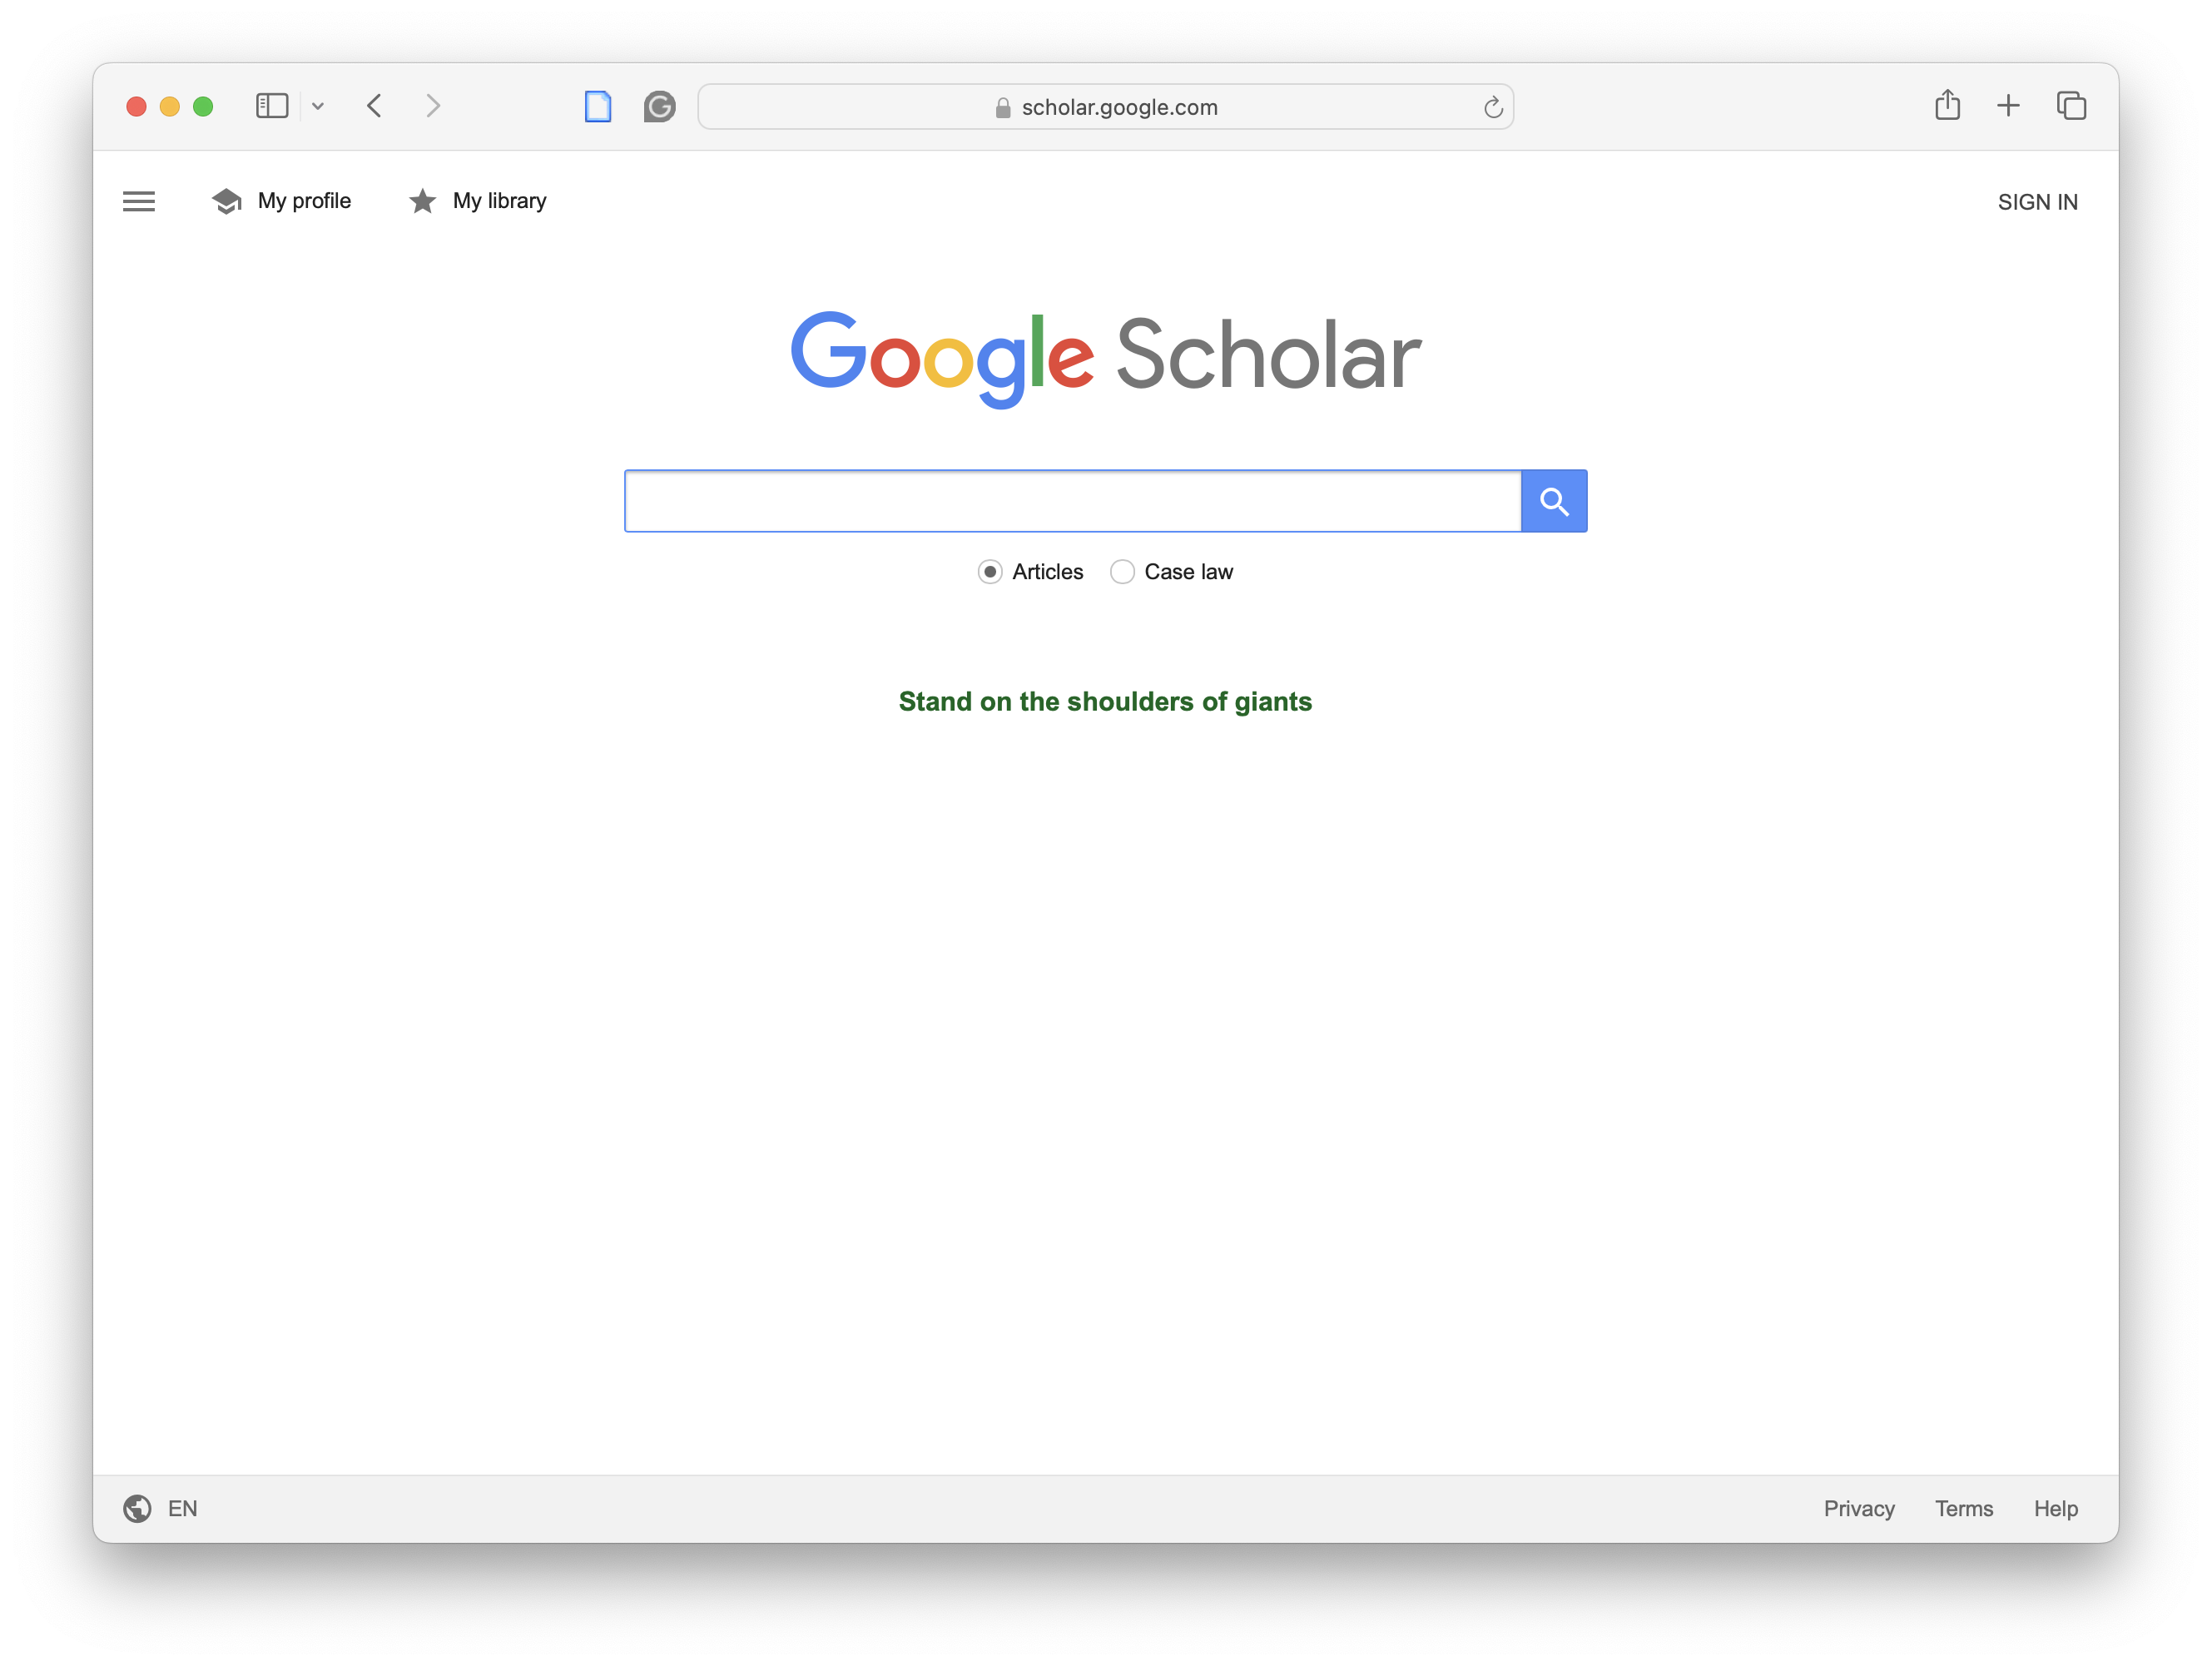 scholar.google.com
My profile My library SIGN IN
Google Scholar
Articles Case law
Stand on the shoulders of giants
EN Privacy Terms Help